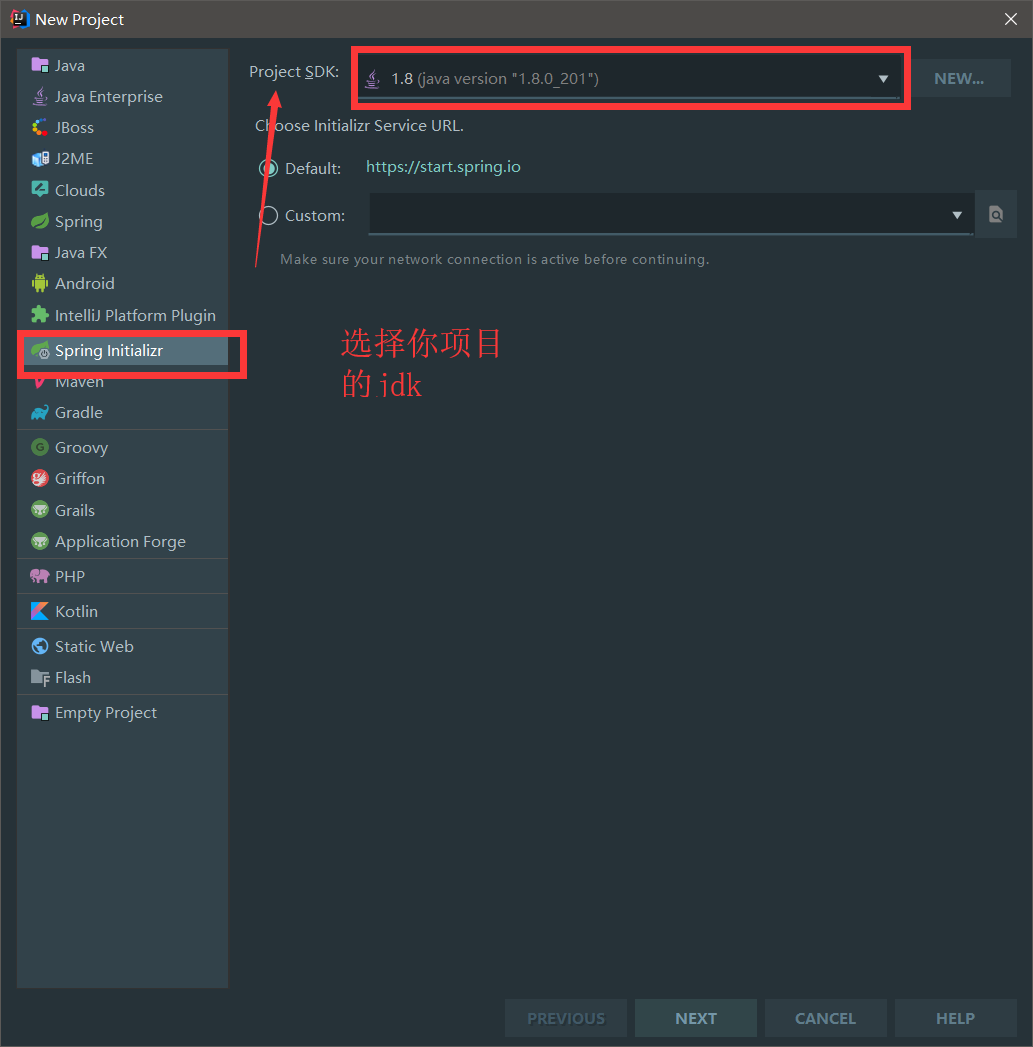 New Project
Java
Java Enterprise
JBoss
J2ME
Clouds
Spring
Java FX
Android
IntelliJ Platform Plugin
Spring Initializr
Maven
Gradle
Groovy
Griffon
Grails
Application Forge
PHP
Kotlin
Static Web
Flash
Empty Project
Project SDK:
1.8 (java version "1.8.0_201")
NEW...
Choose Initializr Service URL.
Default: https://start.spring.io
Custom:
Make sure your network connection is active before continuing.
选择你项目
的 jdk
PREVIOUS
NEXT
CANCEL
HELP